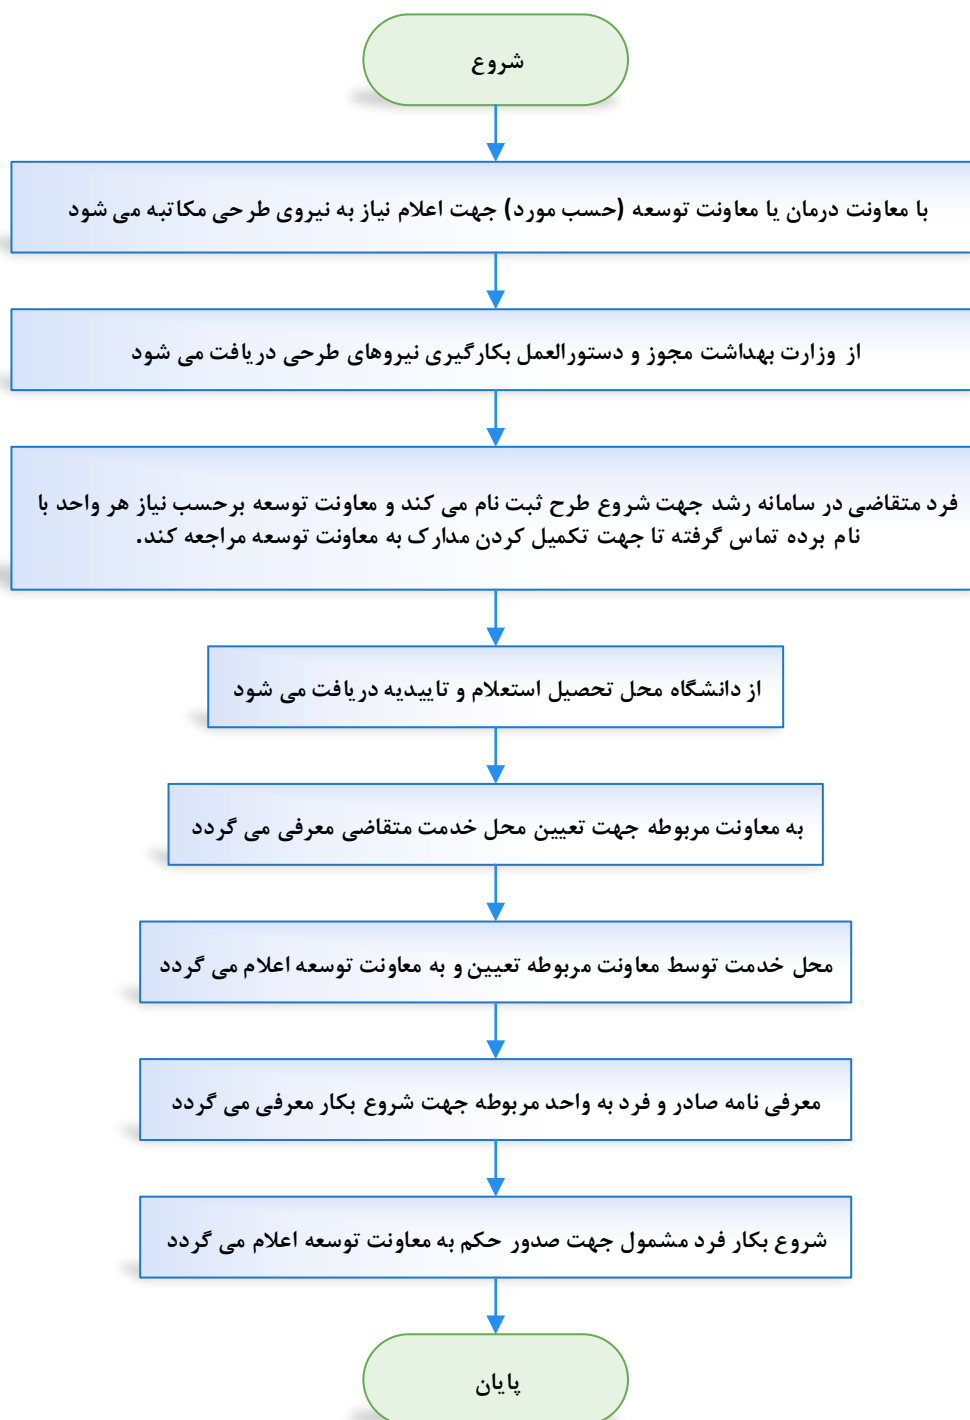 شروع
با معاونت درمان یا معاونت توسعه (حسب مورد) جهت اعلام نیاز به نیروی طرحی مکاتبه می شود
از وزارت بهداشت مجوز و دستورالعمل بکارگیری نیروهای طرحی دریافت می شود
فرد متقاضی در سامانه رشد جهت شروع طرح ثبت نام می کند و معاونت توسعه برحسب نیاز هر واحد با
نام برده تماس گرفته تا جهت تکمیل کردن مدارک به معاونت توسعه مراجعه کند.
از دانشگاه محل تحصیل استعلام و تاییدیه دریافت می شود
به معاونت مربوطه جهت تعیین محل خدمت متقاضی معرفی می گردد
محل خدمت توسط معاونت مربوطه تعیین و به معاونت توسعه اعلام می گردد
معرفی نامه صادر و فرد به واحد مربوطه جهت شروع بکار معرفی می گردد
شروع بکار فرد مشمول جهت صدور حکم به معاونت توسعه اعلام می گردد
پایان